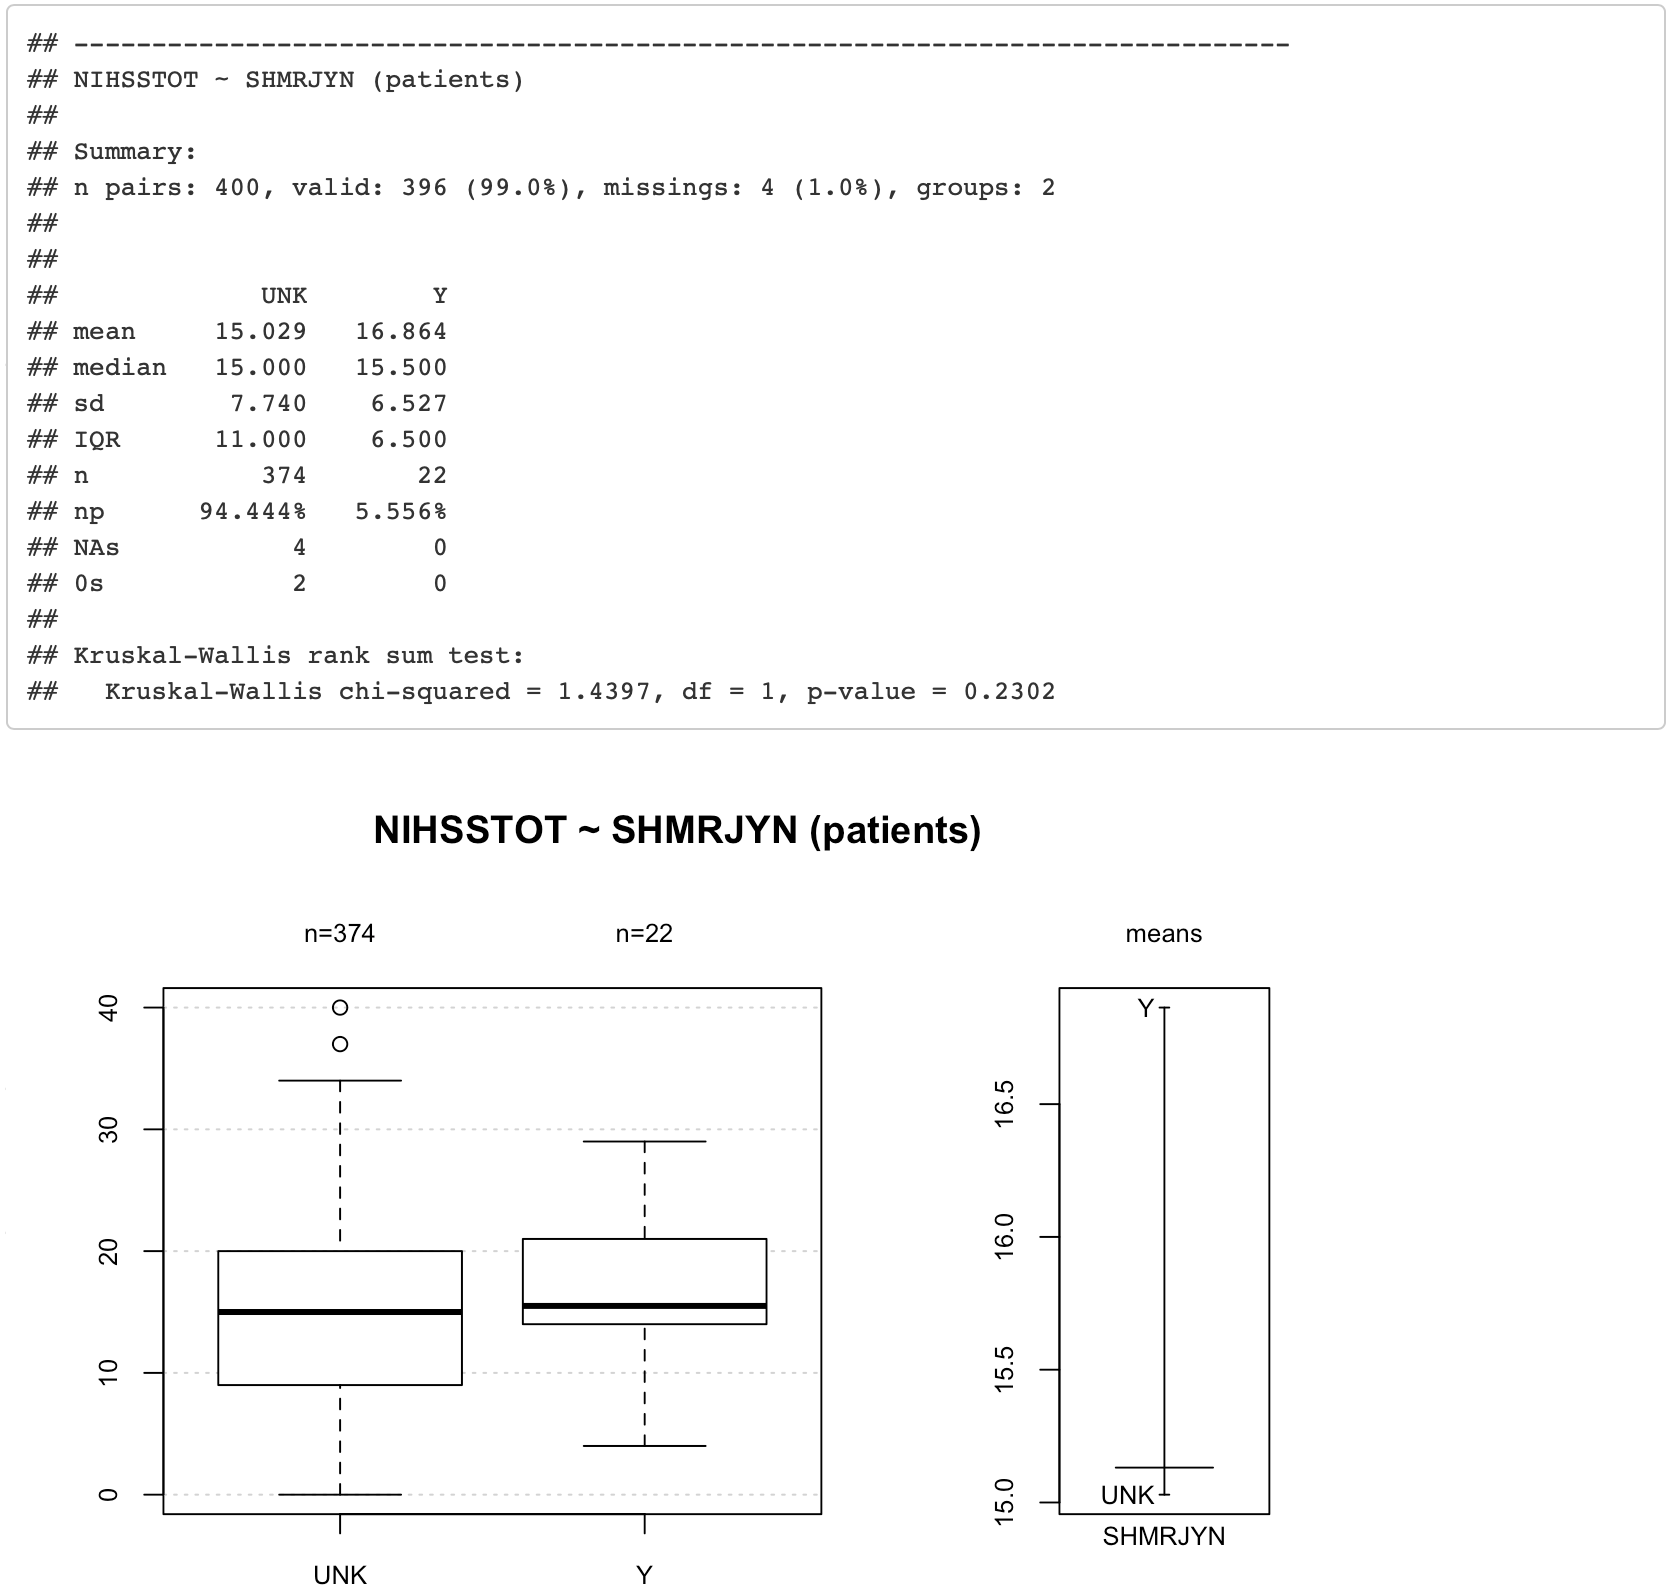 ## ------------------------------------------------------------------------------
## NIHSSTOT ~ SHMRJYN (patients)
##
## Summary:
## n pairs: 400, valid: 396 (99.0%), missings: 4 (1.0%), groups: 2
##
##
##             UNK        Y
## mean     15.029   16.864
## median   15.000   15.500
## sd        7.740    6.527
## IQR      11.000    6.500
## n           374       22
## np      94.444%   5.556%
## NAs           4        0
## 0s            2        0
##
## Kruskal-Wallis rank sum test:
##   Kruskal-Wallis chi-squared = 1.4397, df = 1, p-value = 0.2302
NIHSSTOT ~ SHMRJYN (patients)
n=374 n=22
40
30
20
10
0
UNK Y
means
Y
16.5
16.0
15.5
15.0
UNK
SHMRJYN